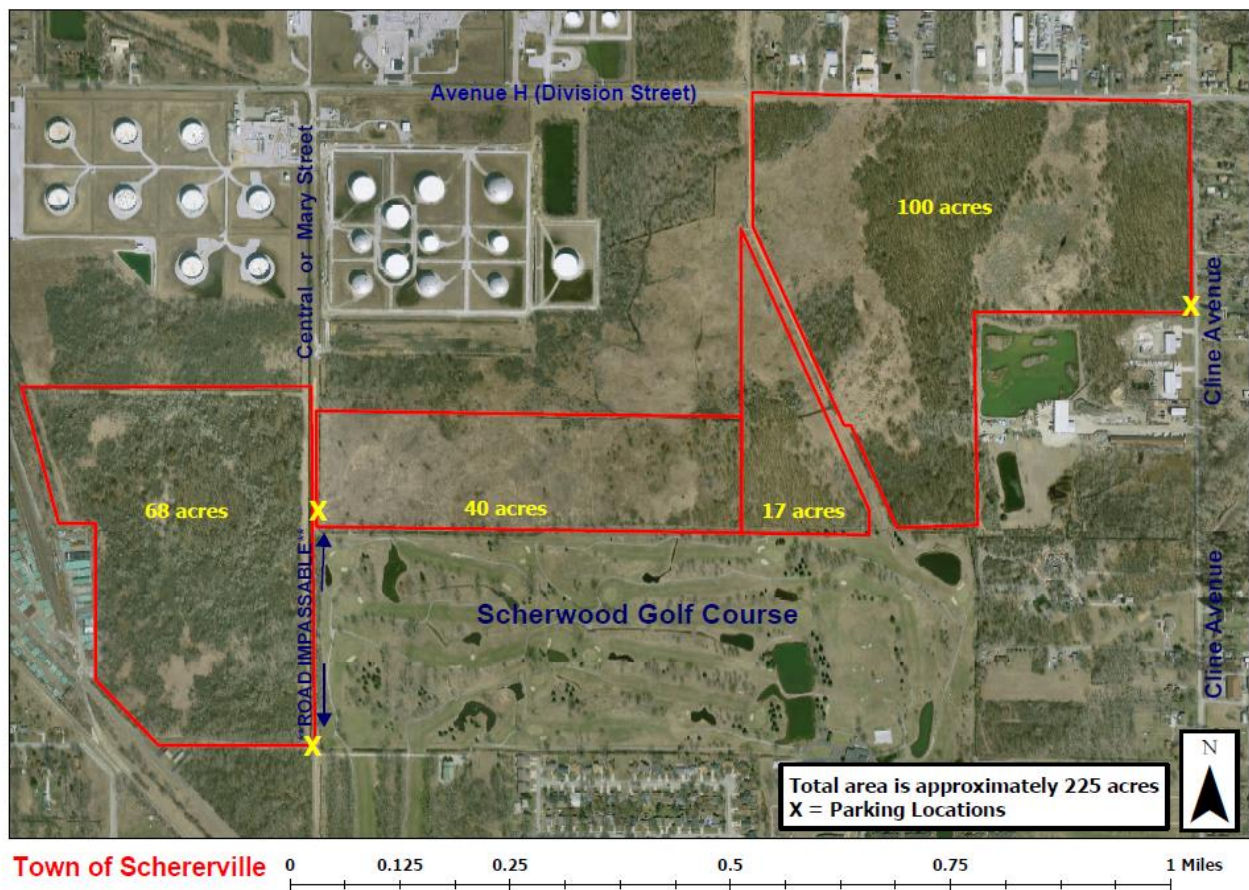 Avenue H (Division Street)
Central or Mary Street
100 acres
X
Cline Avenue
68 acres
X
40 acres
17 acres
**ROAD IMPASSABLE**
Scherwood Golf Course
Cline Avenue
X
N
Total area is approximately 225 acres
X = Parking Locations
Town of Schererville
0 0.125 0.25 0.5 0.75 1 Miles